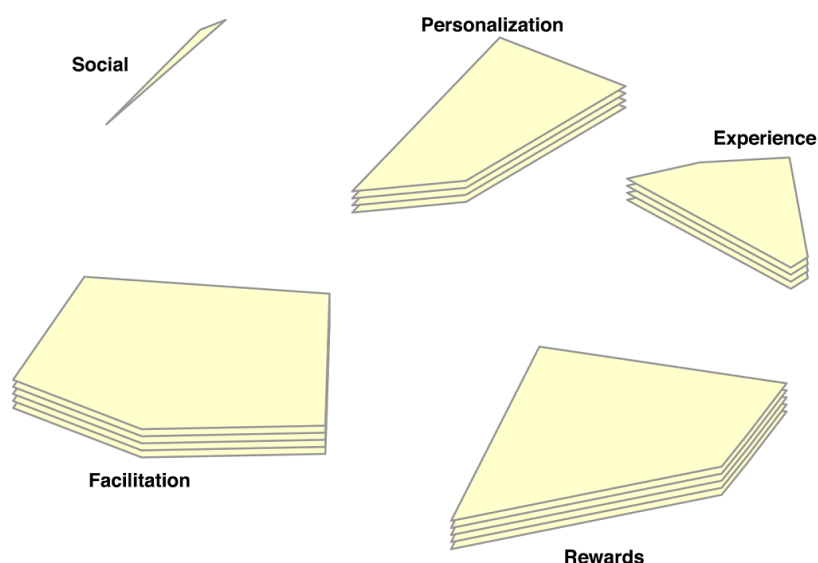 Personalization
Social
Experience
Facilitation
Rewards